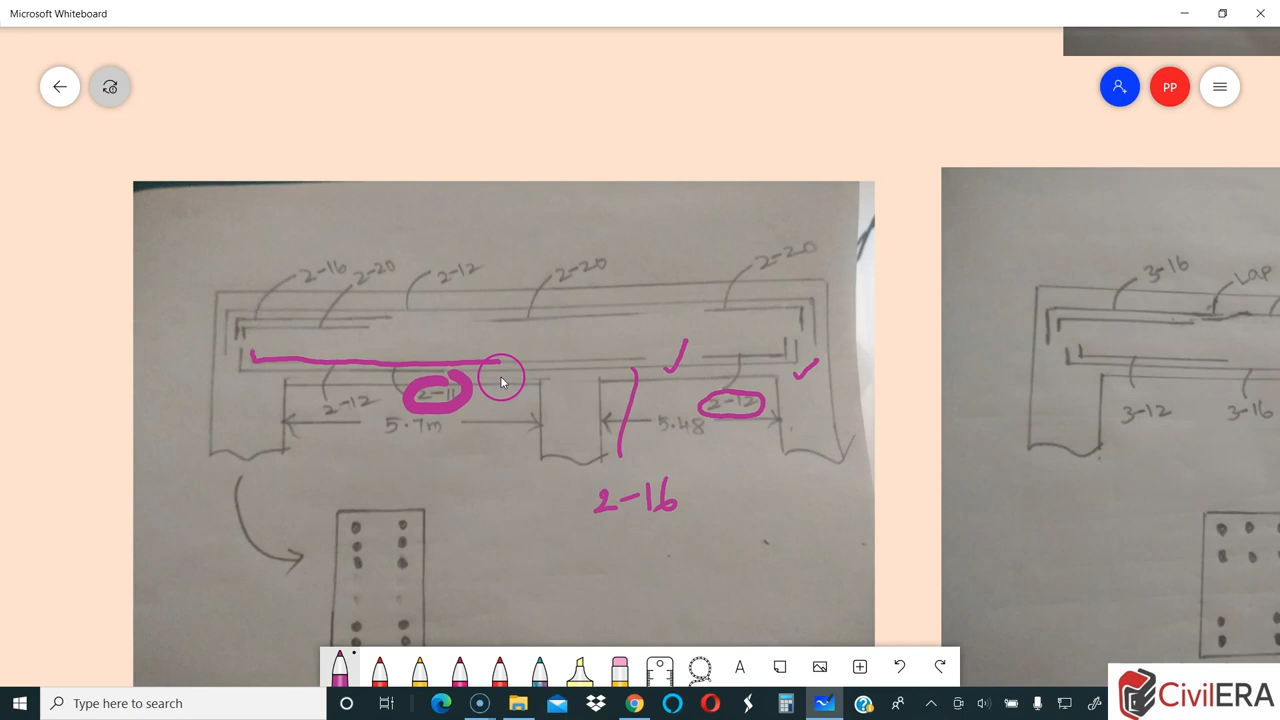 Microsoft Whiteboard
PP
2-16
2-20
2-12
2-20
2-20
3-16
2-12
2-12
5.7m
5.48
3-12
3-16
2-16
A
Type here to search
CivilERA